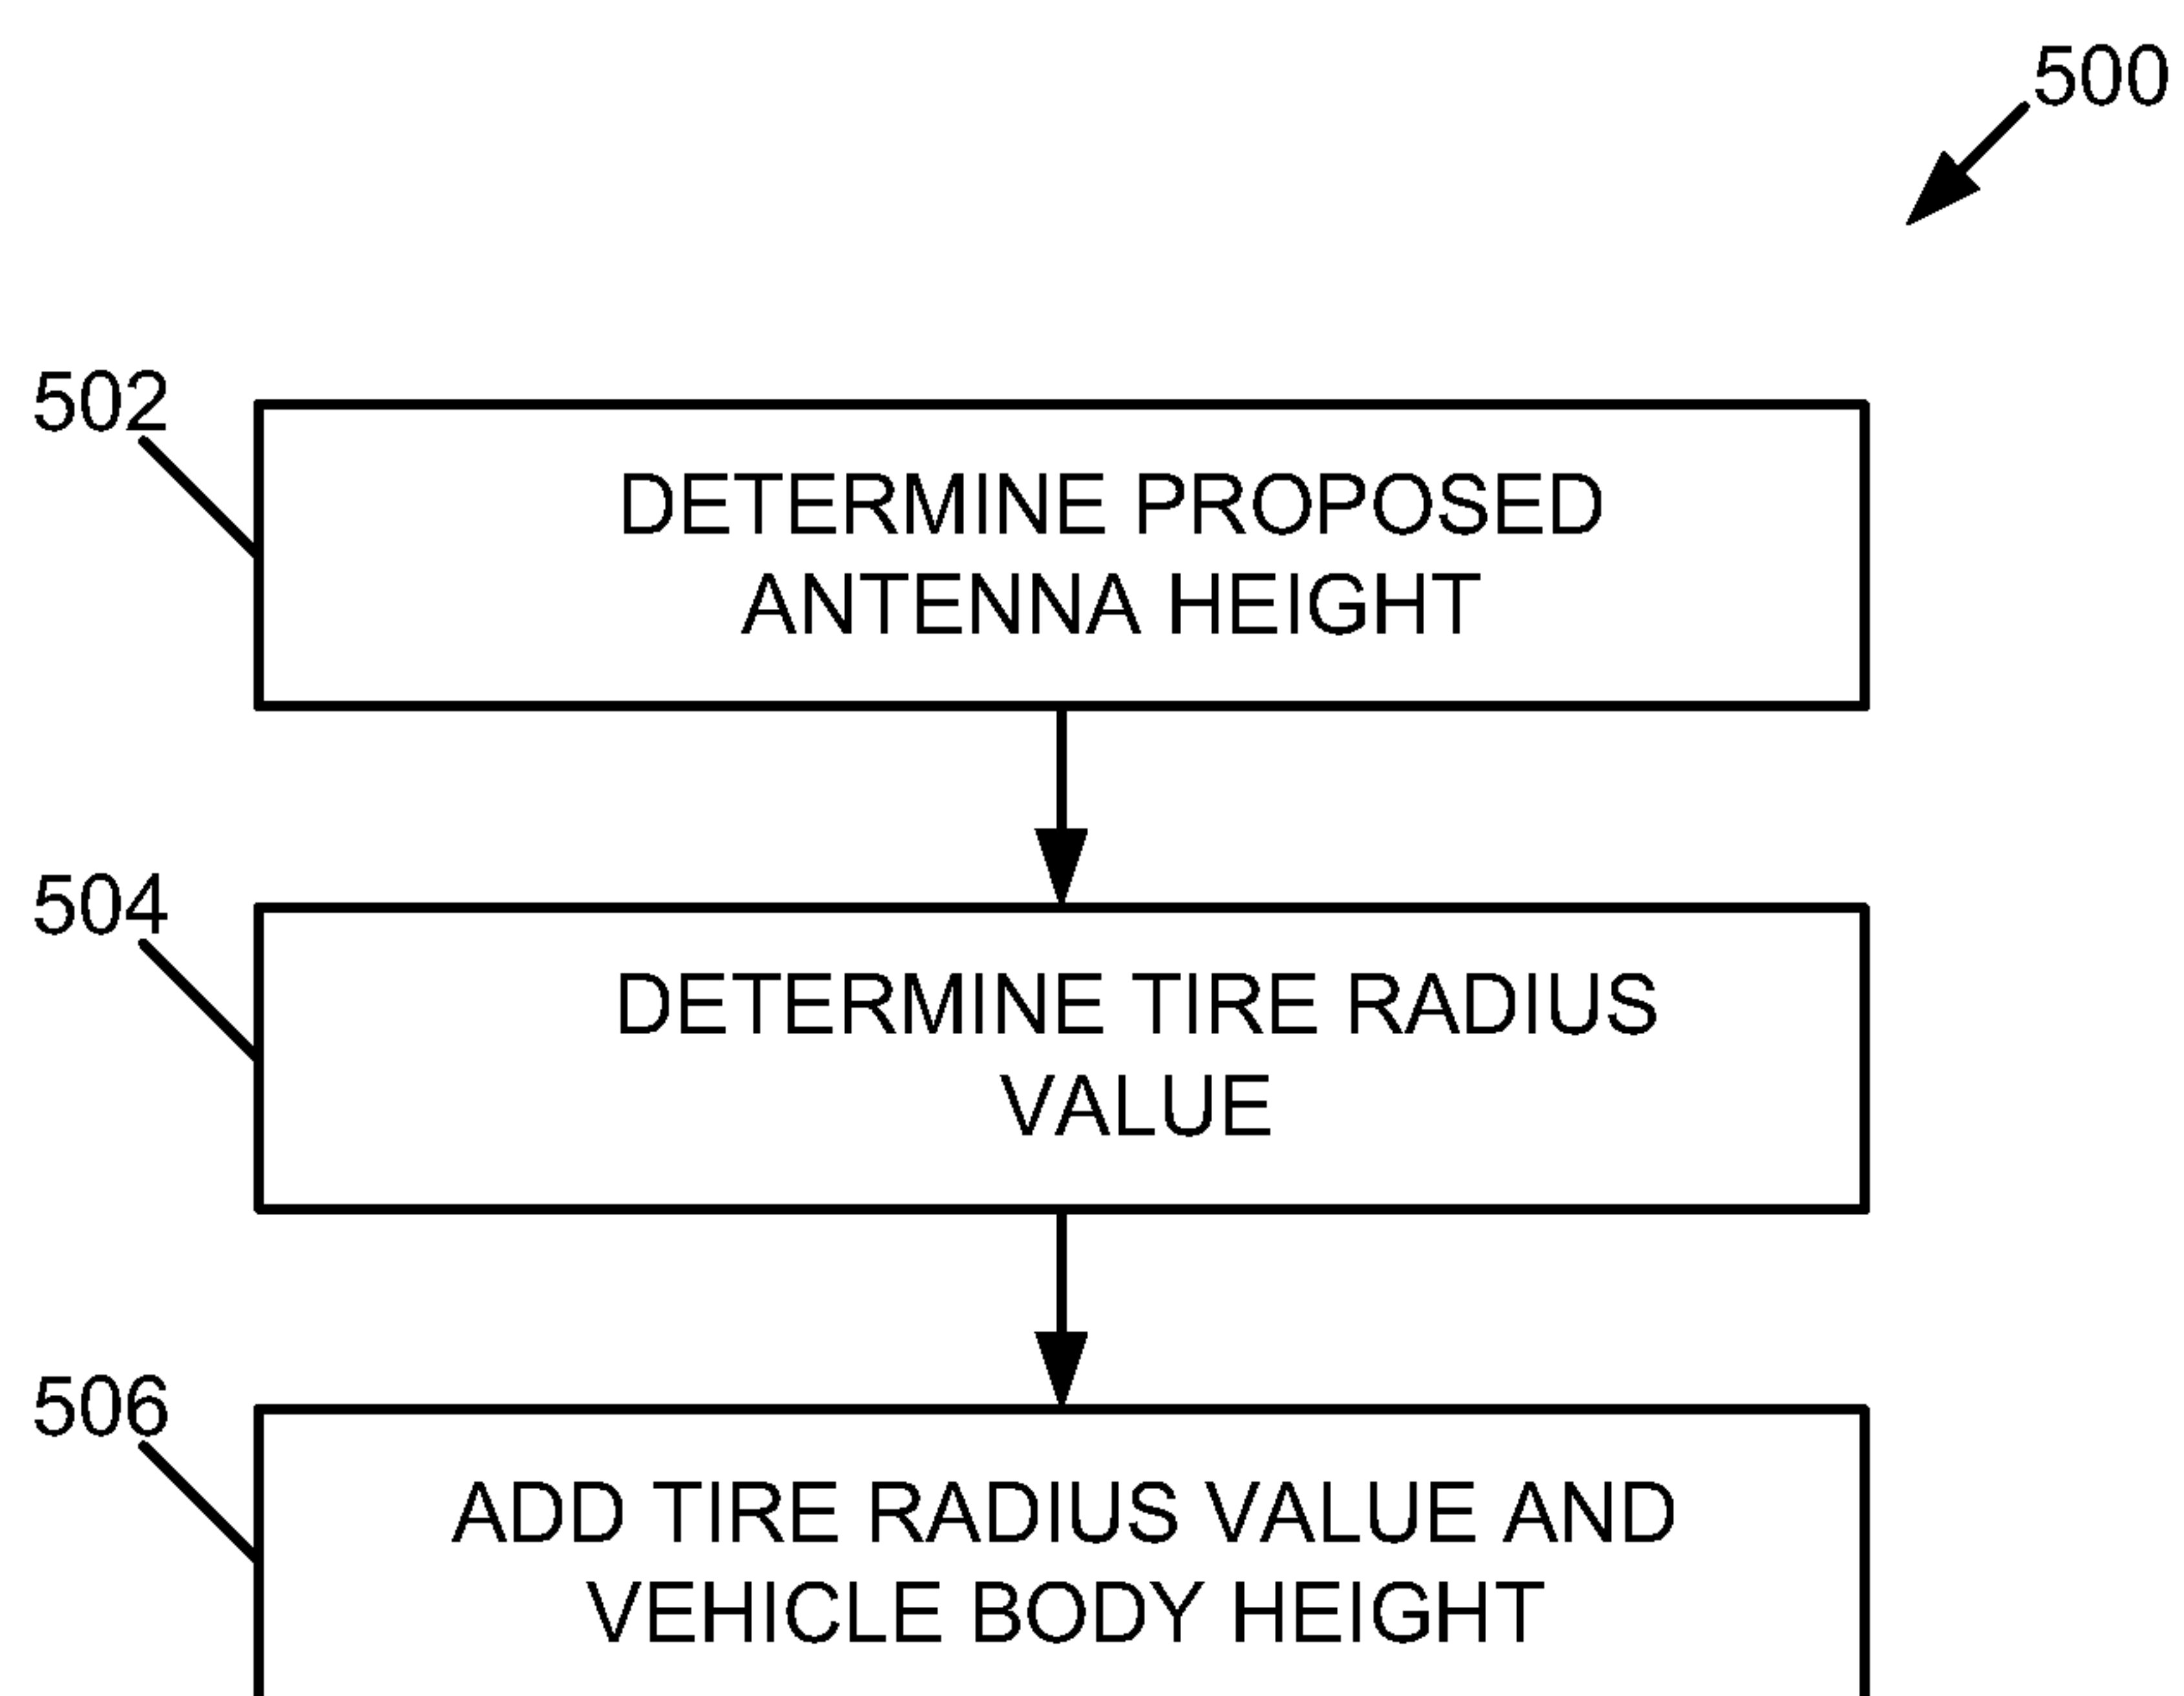 500
502
DETERMINE PROPOSED
ANTENNA HEIGHT
504
DETERMINE TIRE RADIUS
VALUE
506
ADD TIRE RADIUS VALUE AND
VEHICLE BODY HEIGHT